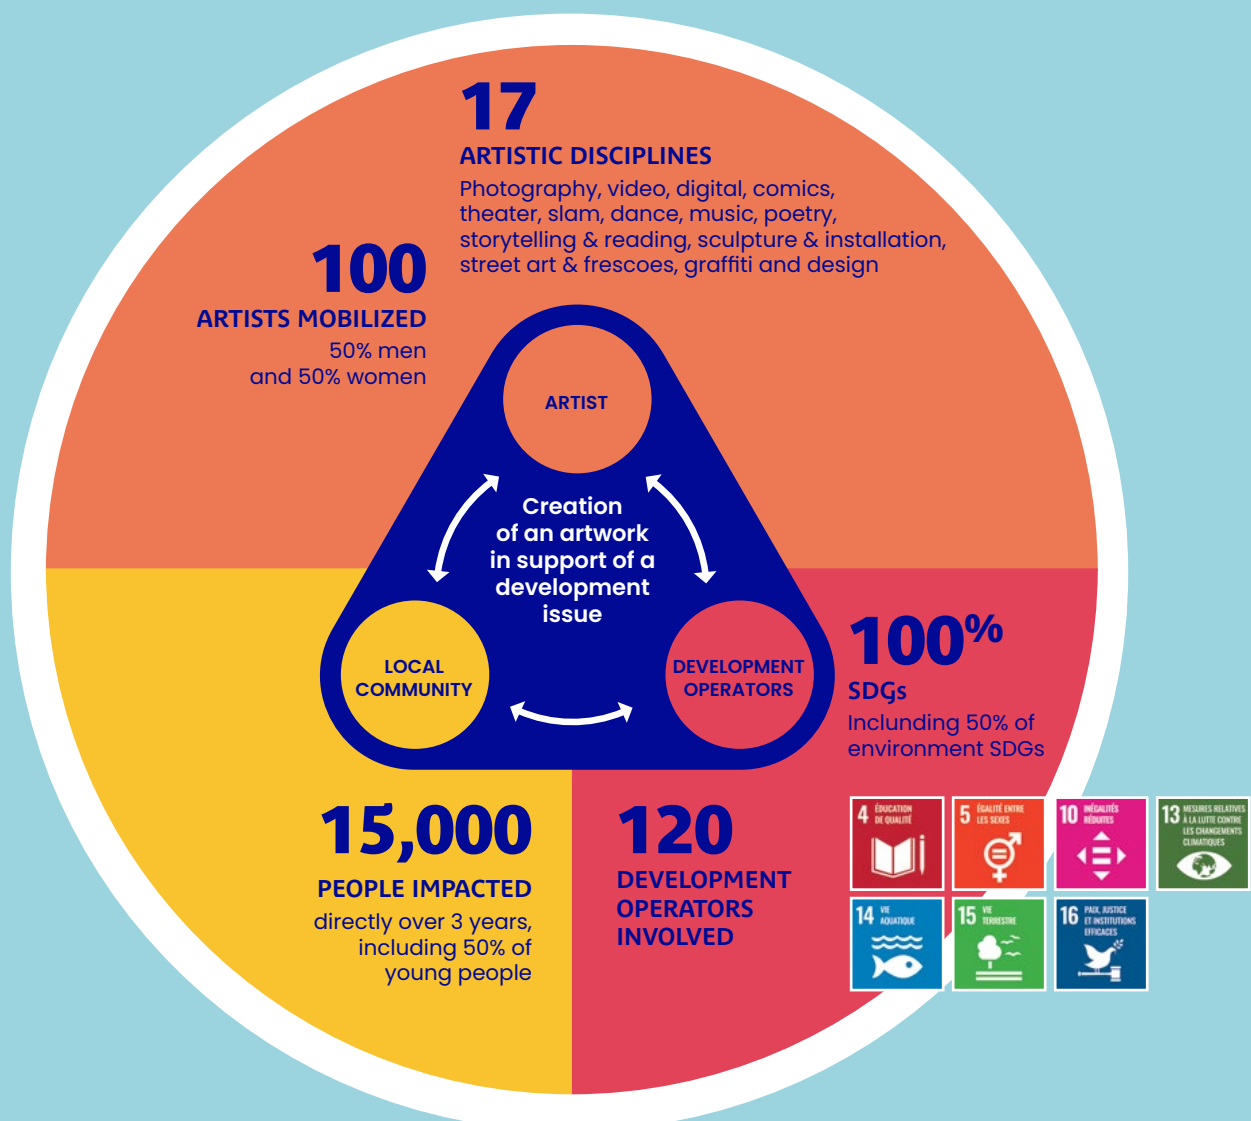 17
ARTISTIC DISCIPLINES
Photography, video, digital, comics,
theater, slam, dance, music, poetry,
storytelling & reading, sculpture & installation,
street art & frescoes, graffiti and design
100
ARTISTS MOBILIZED
50% men
and 50% women
ARTIST
Creation
of an artwork
in support of a
development
issue
LOCAL
COMMUNITY
DEVELOPMENT
OPERATORS
100%
SDGs
Inclunding 50% of
environment SDGs
15,000
PEOPLE IMPACTED
directly over 3 years,
including 50% of
young people
120
DEVELOPMENT
OPERATORS
INVOLVED
4 ÉDUCATION
DE QUALITÉ
5 ÉGALITÉ ENTRE
LES SEXES
10 INÉGALITÉS
RÉDUITES
13 MESURES RELATIVES
À LA LUTTE CONTRE
LES CHANGEMENTS
CLIMATIQUES
14 VIE
AQUATIQUE
15 VIE
TERRESTRE
16 PAIX, JUSTICE
ET INSTITUTIONS
EFFICACES